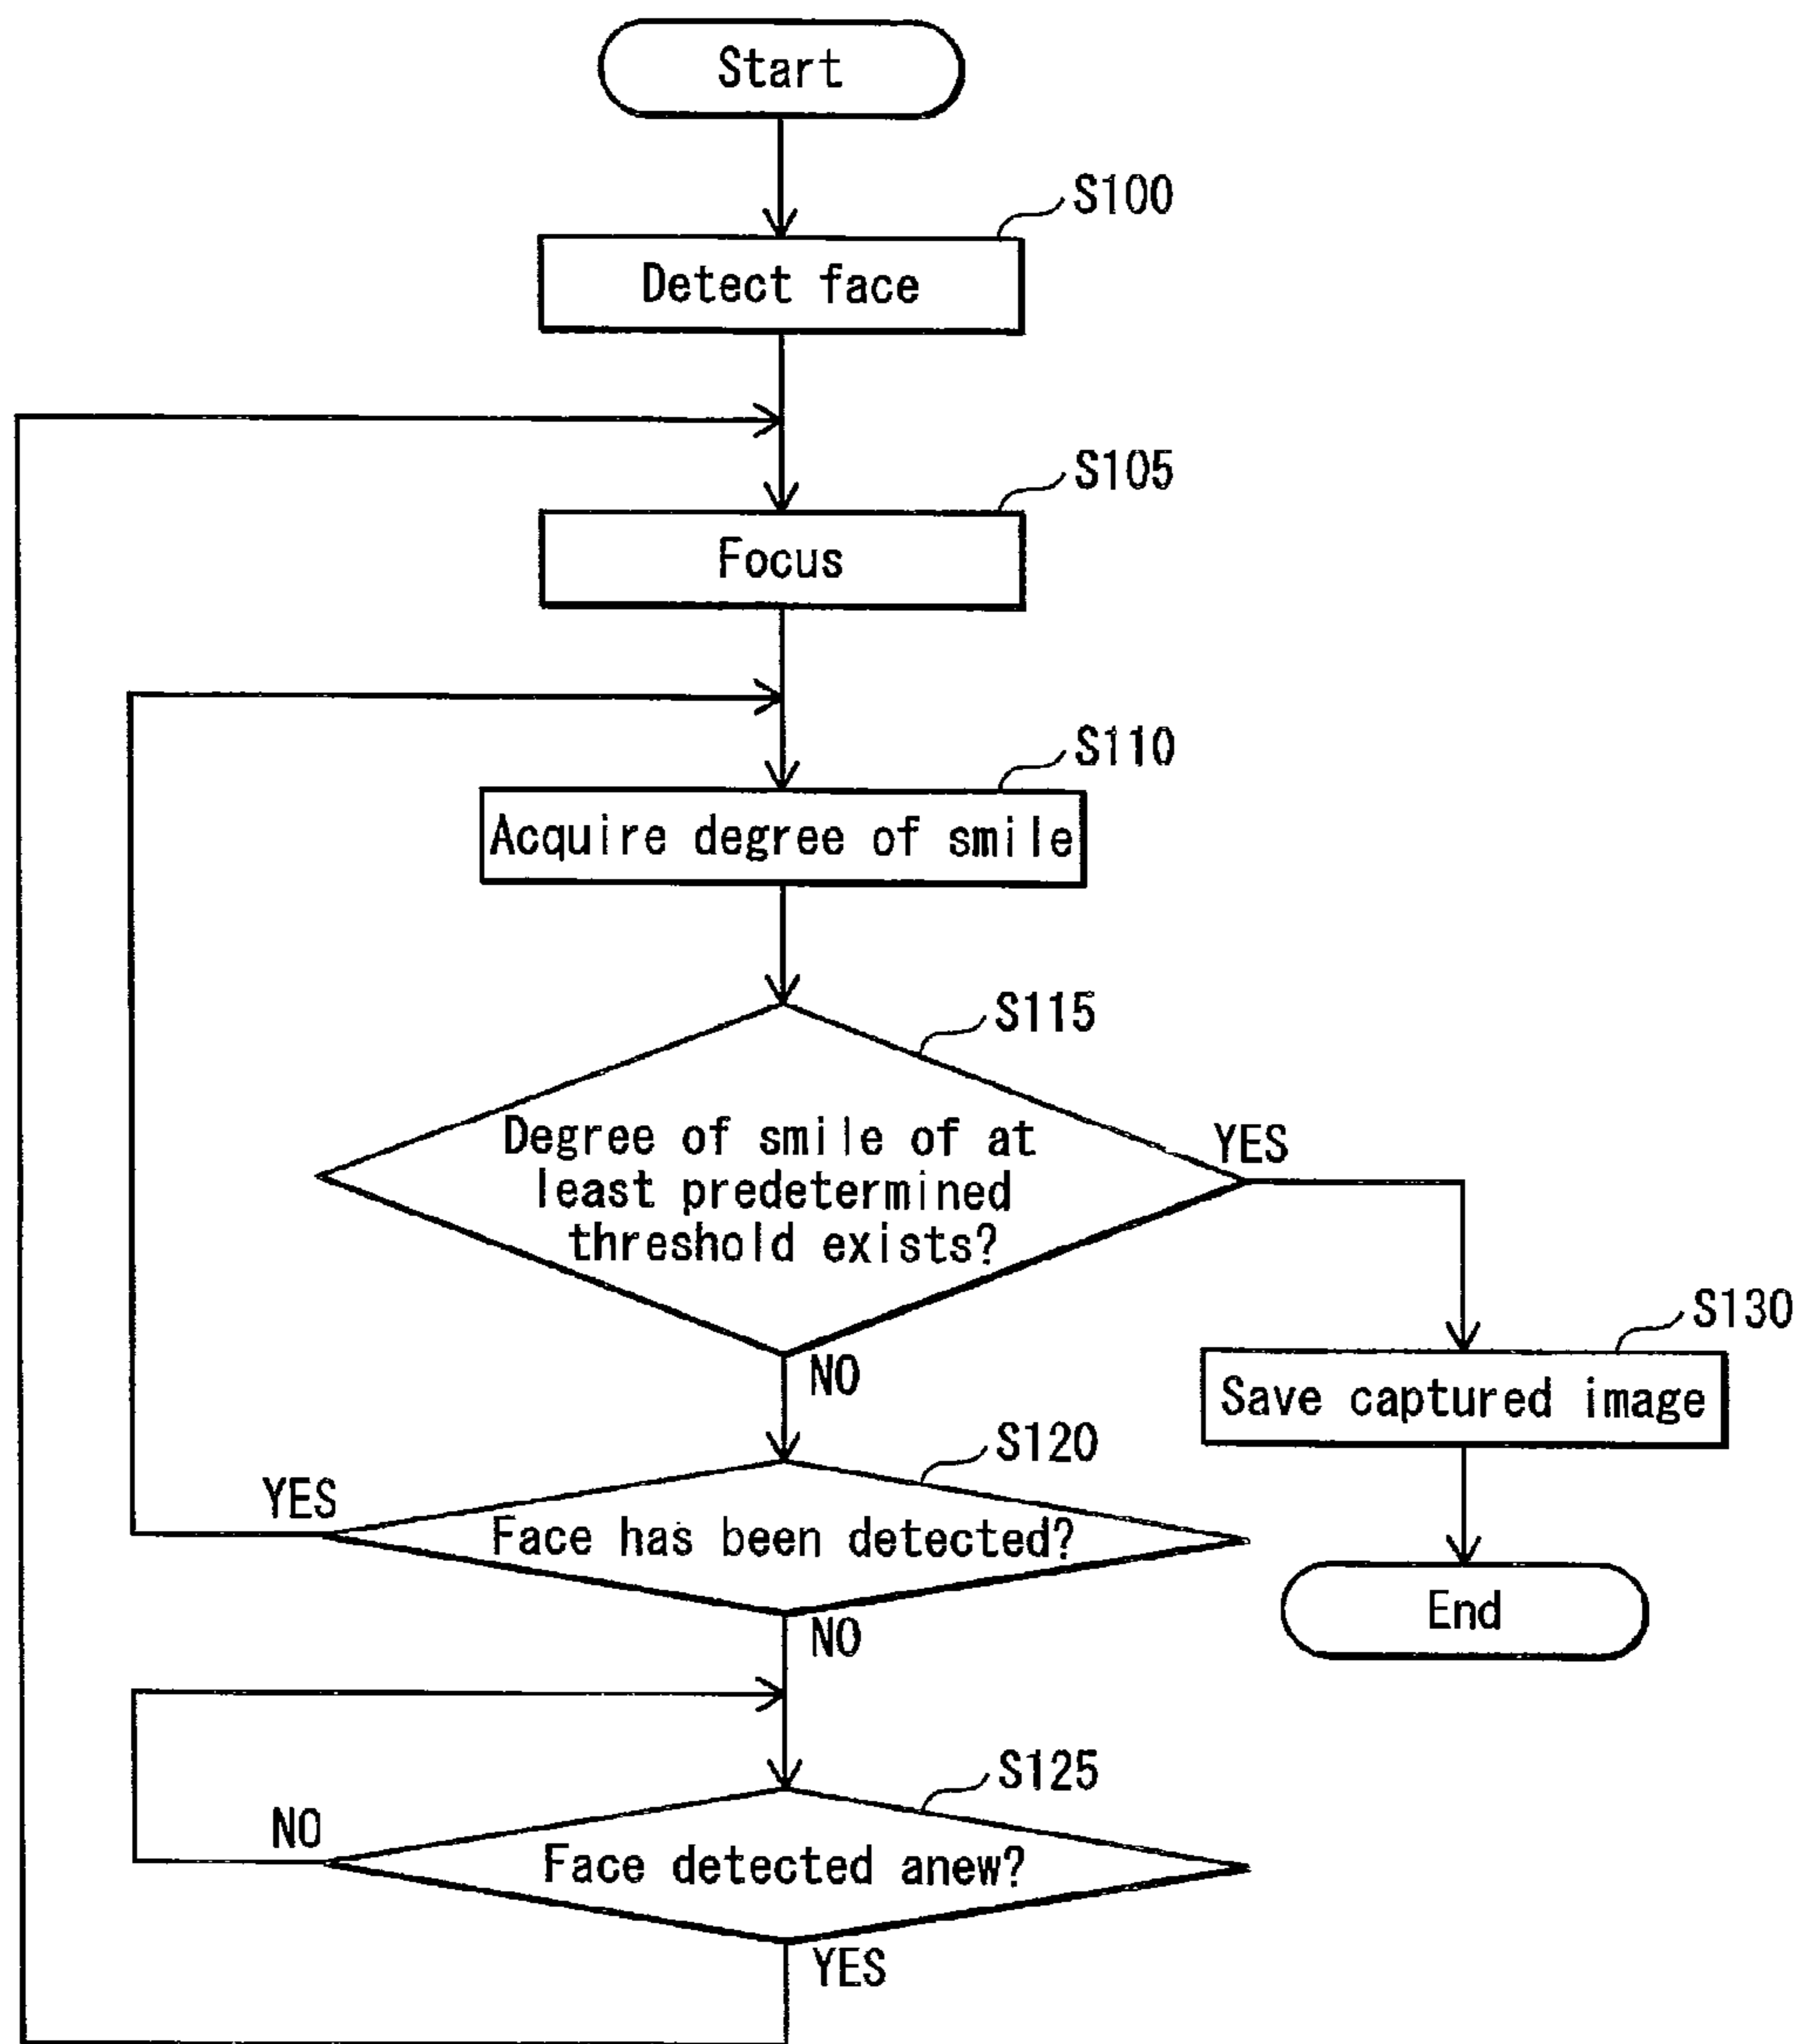 Start
S100
Detect face
S105
Focus
S110
Acquire degree of smile
S115
Degree of smile of at
least predetermined
threshold exists?
YES
NO
S130
Save captured image
End
S120
YES
Face has been detected?
NO
S125
NO
Face detected anew?
YES